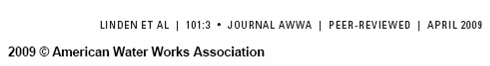 LINDEN ET AL | 101:3 • JOURNAL AWWA | PEER-REVIEWED | APRIL 2009
2009 © American Water Works Association